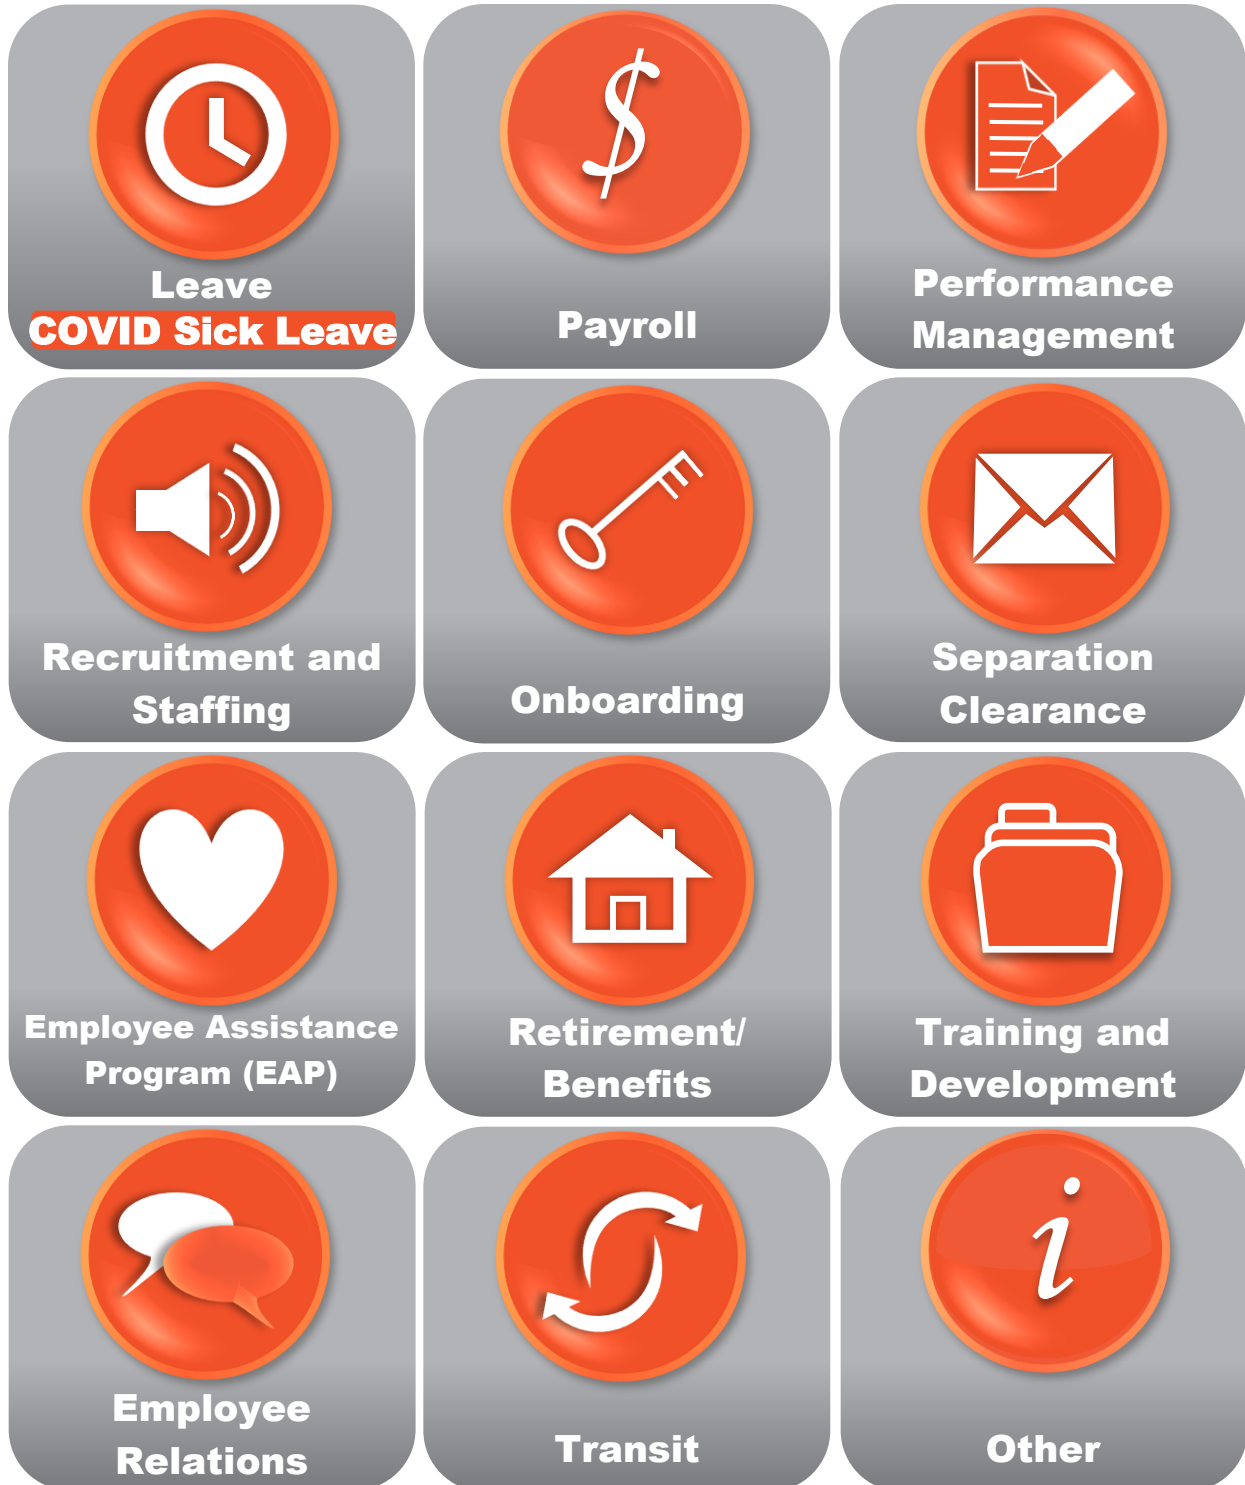 Leave
COVID Sick Leave
$
Payroll
Performance
Management
Recruitment and
Staffing
Onboarding
Separation
Clearance
Employee Assistance
Program (EAP)
Retirement/
Benefits
Training and
Development
Employee
Relations
Transit
i
Other